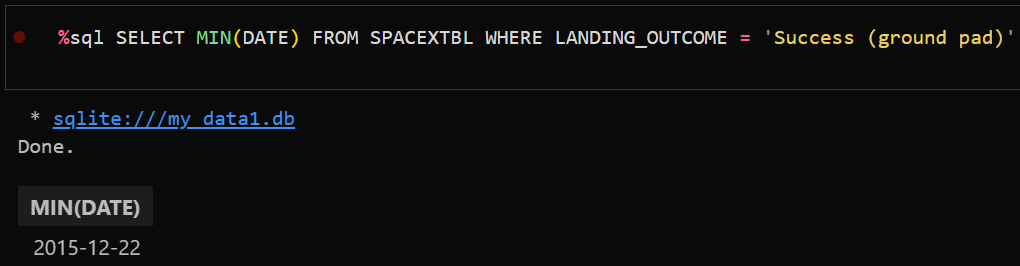 %sql SELECT MIN(DATE) FROM SPACEXTBL WHERE LANDING_OUTCOME = 'Success (ground pad)'
* sqlite:///my_data1.db
Done.
MIN(DATE)
2015-12-22